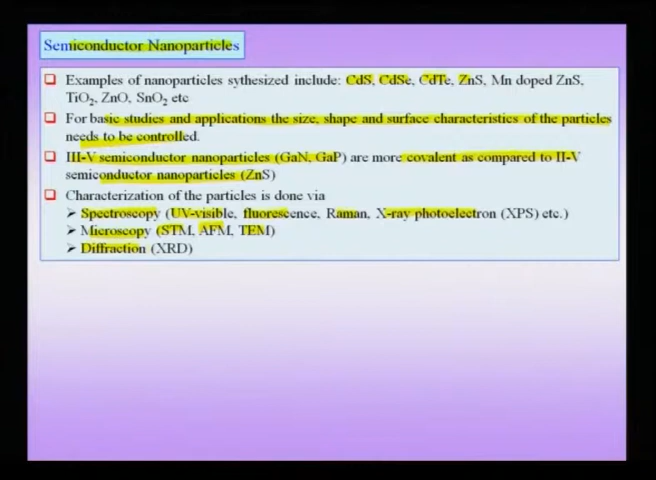 Semiconductor Nanoparticles
Examples of nanoparticles sythesized include: CdS, CdSe, CdTe, ZnS, Mn doped ZnS,
TiO2, ZnO, SnO2 etc
For basic studies and applications the size, shape and surface characteristics of the particles
needs to be controlled.
III-V semiconductor nanoparticles (GaN, GaP) are more covalent as compared to II-V
semiconductor nanoparticles (ZnS)
Characterization of the particles is done via
➢ Spectroscopy (UV-visible, fluorescence, Raman, X-ray photoelectron (XPS) etc.)
➢ Microscopy (STM, AFM, TEM)
➢ Diffraction (XRD)